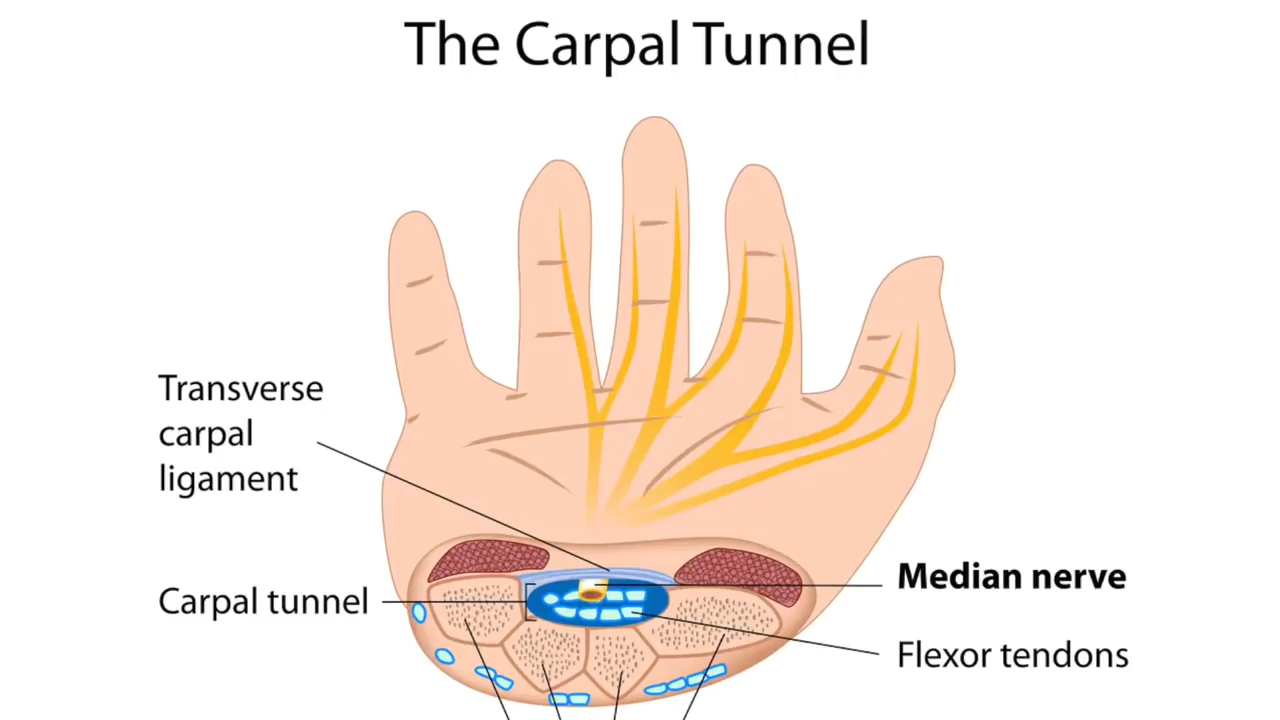 The Carpal Tunnel
Transverse
carpal
ligament
Carpal tunnel
Median nerve
Flexor tendons